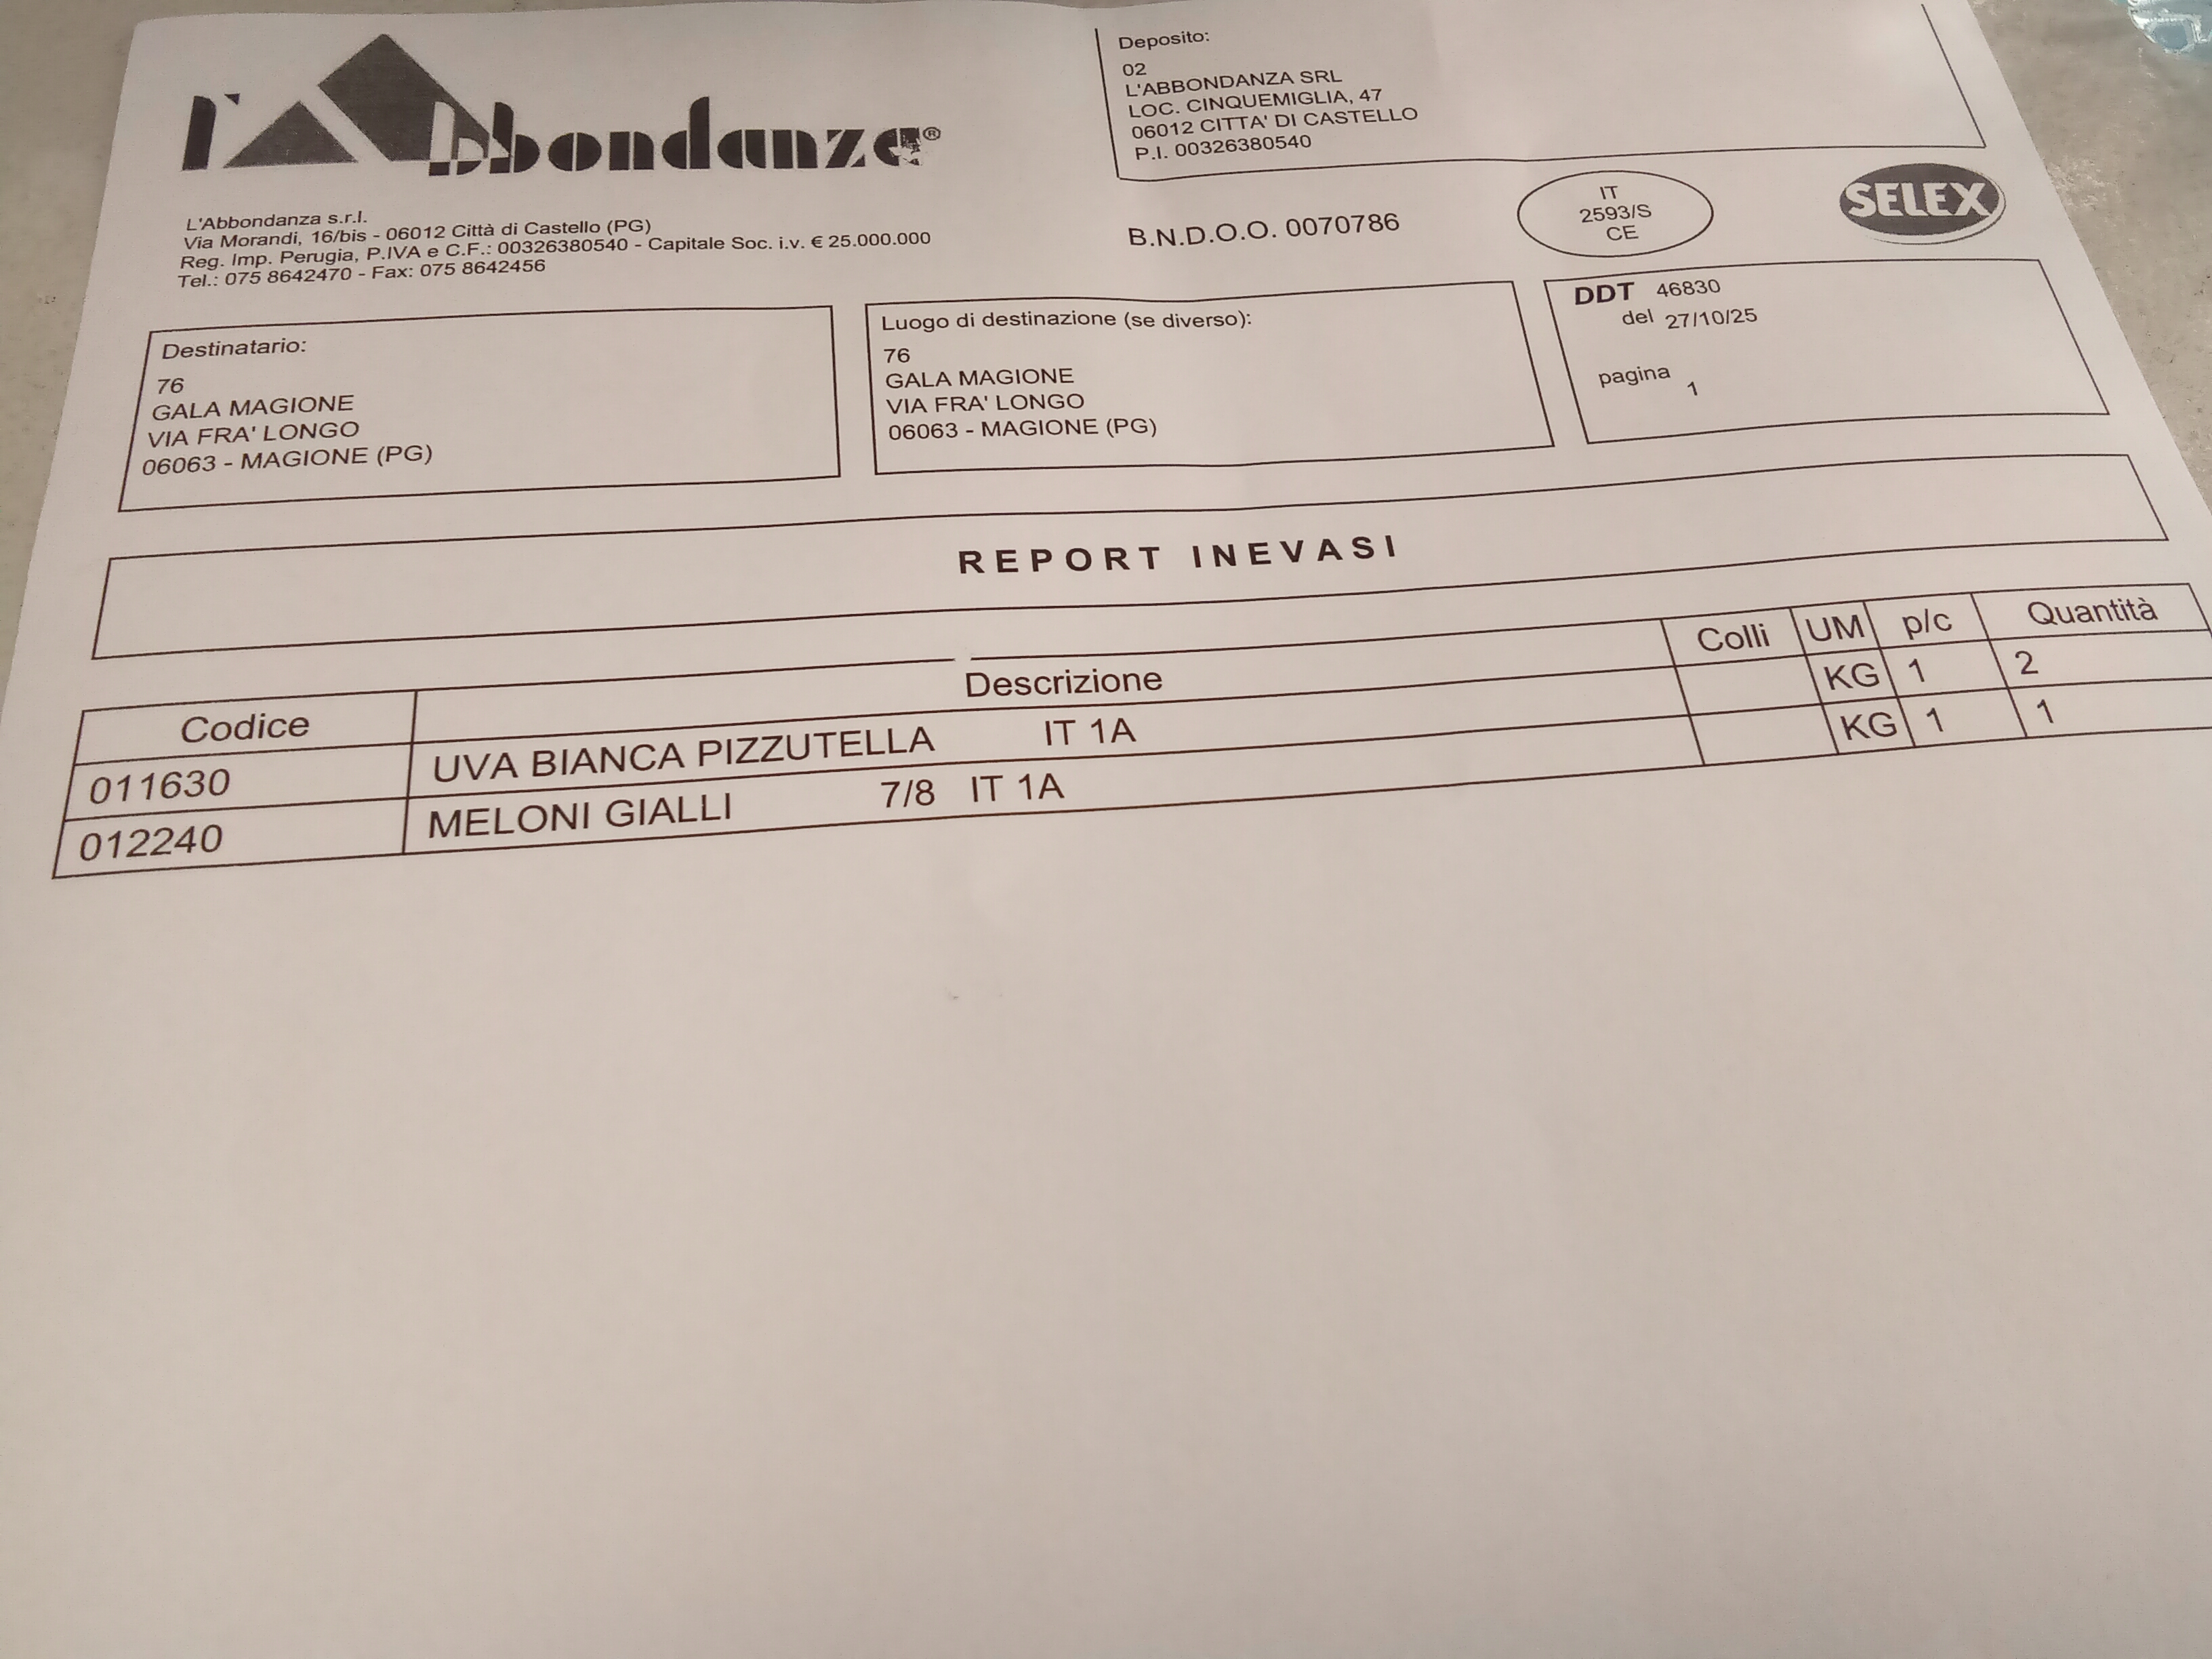 l'Abbondanza®
L'Abbondanza s.r.l.
Via Morandi, 16/bis - 06012 Città di Castello (PG)
Reg. Imp. Perugia, P.IVA e C.F.: 00326380540 - Capitale Soc. i.v. € 25.000.000
Tel.: 075 8642470 - Fax: 075 8642456
Deposito:
02
L'ABBONDANZA SRL
LOC. CINQUEMIGLIA, 47
06012 CITTA' DI CASTELLO
P.I. 00326380540
B.N.D.O.O. 0070786
IT
2593/S
CE
SELEX
Destinatario:
76
GALA MAGIONE
VIA FRA' LONGO
06063 - MAGIONE (PG)
Luogo di destinazione (se diverso):
76
GALA MAGIONE
VIA FRA' LONGO
06063 - MAGIONE (PG)
DDT 46830
del 27/10/25
pagina 1
REPORT INEVASI
Codice Descrizione Colli UM p/c Quantità
011630 UVA BIANCA PIZZUTELLA IT 1A KG 1 2
012240 MELONI GIALLI 7/8 IT 1A KG 1 1